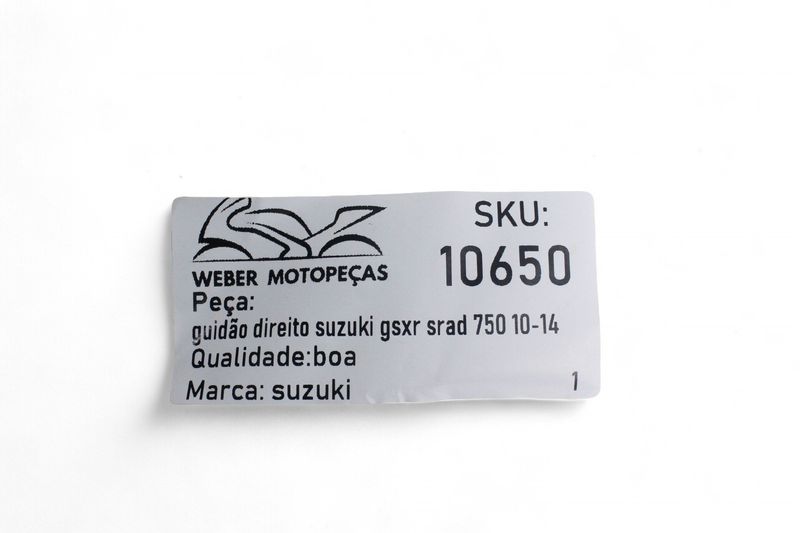 WEBER MOTOPEÇAS
SKU:
10650
Peça:
guidão direito suzuki gsxr srad 750 10-14
Qualidade:boa
Marca: suzuki
1